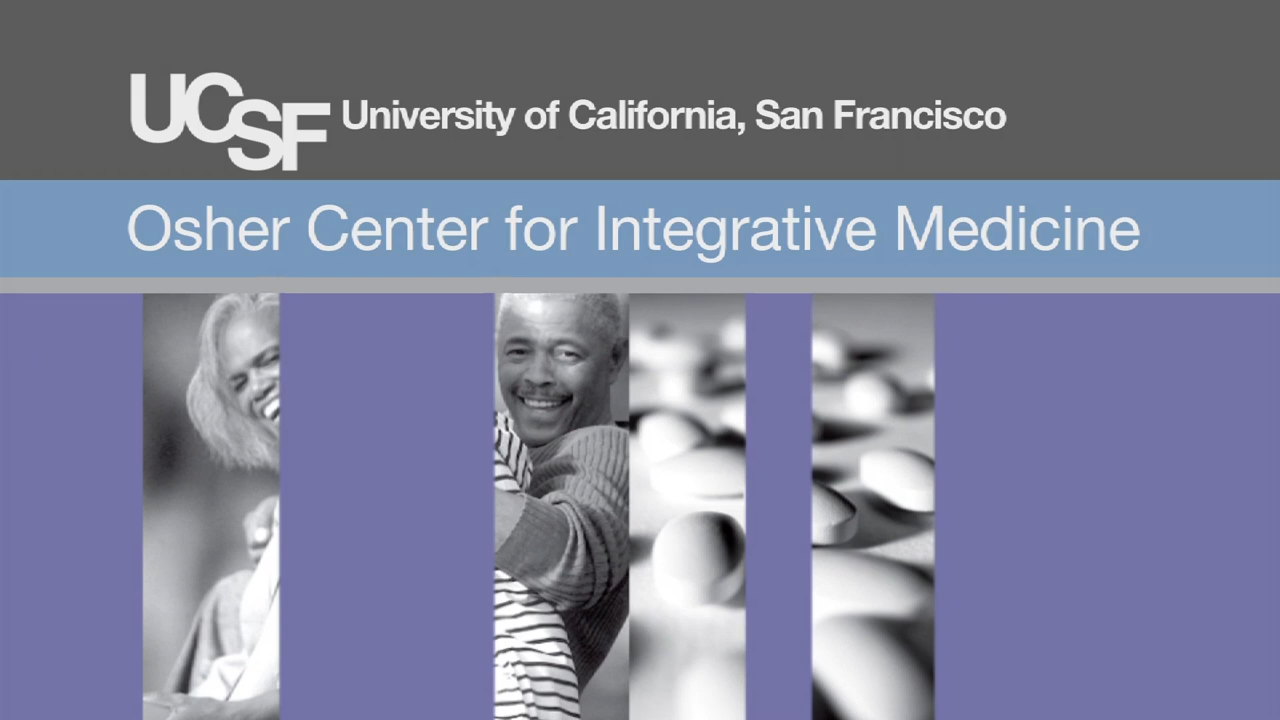 UCSF University of California, San Francisco
Osher Center for Integrative Medicine